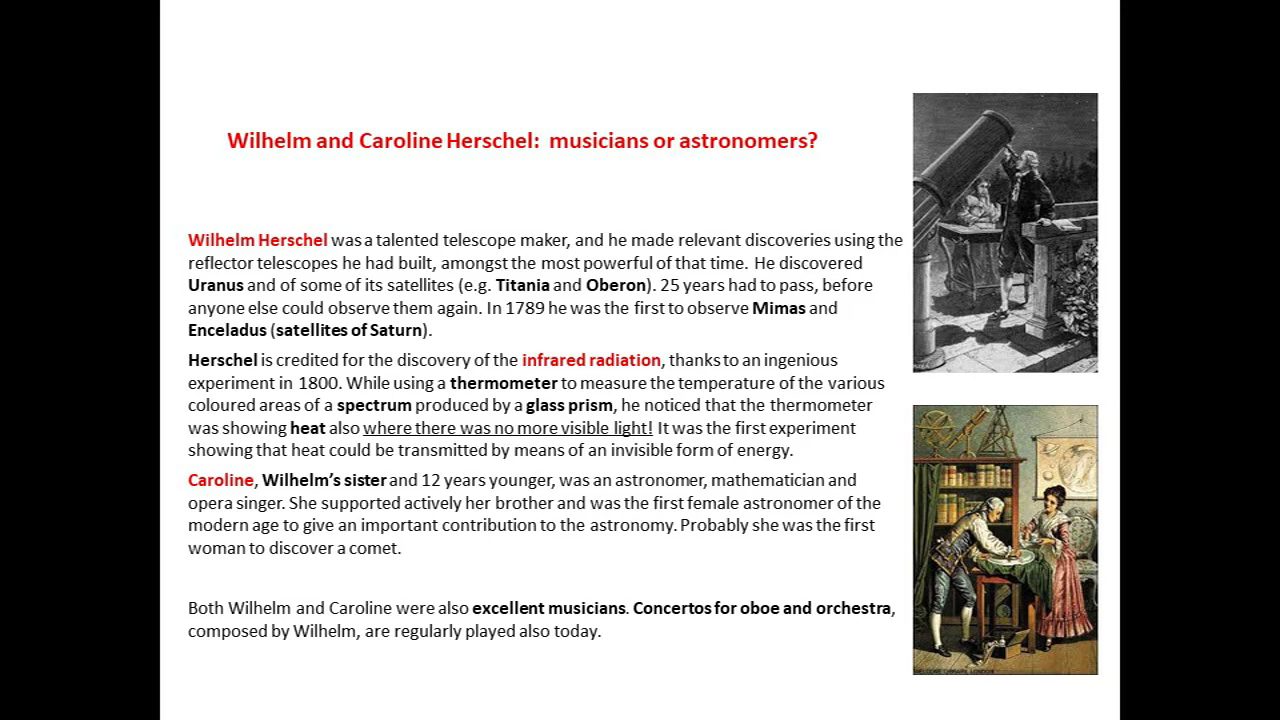 Wilhelm and Caroline Herschel: musicians or astronomers?
Wilhelm Herschel was a talented telescope maker, and he made relevant discoveries using the
reflector telescopes he had built, amongst the most powerful of that time. He discovered
Uranus and of some of its satellites (e.g. Titania and Oberon). 25 years had to pass, before
anyone else could observe them again. In 1789 he was the first to observe Mimas and
Enceladus (satellites of Saturn).
Herschel is credited for the discovery of the infrared radiation, thanks to an ingenious
experiment in 1800. While using a thermometer to measure the temperature of the various
coloured areas of a spectrum produced by a glass prism, he noticed that the thermometer
was showing heat also where there was no more visible light! It was the first experiment
showing that heat could be transmitted by means of an invisible form of energy.
Caroline, Wilhelm’s sister and 12 years younger, was an astronomer, mathematician and
opera singer. She supported actively her brother and was the first female astronomer of the
modern age to give an important contribution to the astronomy. Probably she was the first
woman to discover a comet.
Both Wilhelm and Caroline were also excellent musicians. Concertos for oboe and orchestra,
composed by Wilhelm, are regularly played also today.